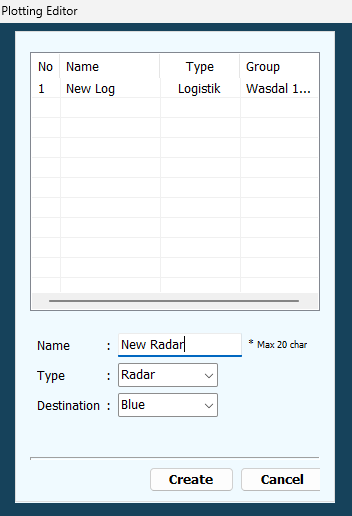 Plotting Editor
No Name Type Group
1 New Log Logistik Wasdal 1...
Name : New Radar * Max 20 char
Type : Radar
Destination : Blue
Create Cancel